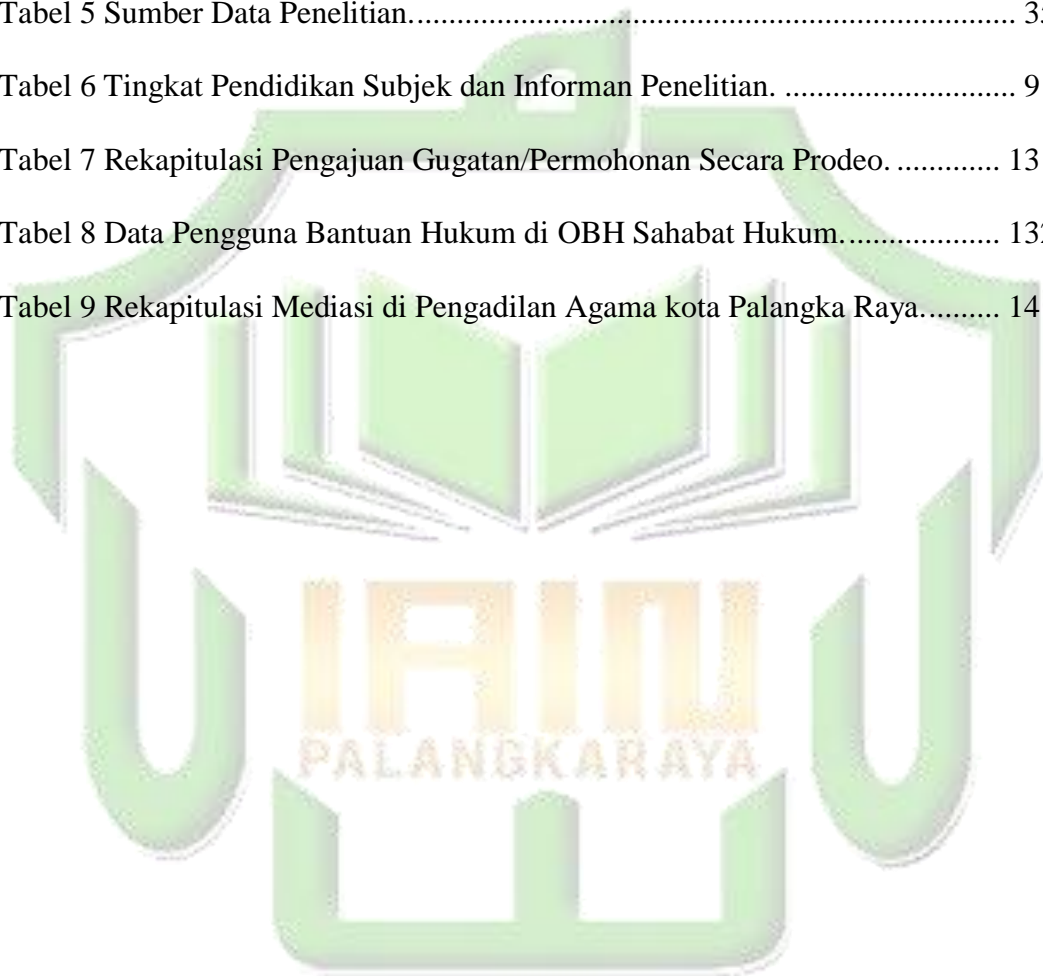 Tabel 5 Sumber Data Penelitian. ........................................................................ 3
Tabel 6 Tingkat Pendidikan Subjek dan Informan Penelitian. ............................ 9
Tabel 7 Rekapitulasi Pengajuan Gugatan/Permohonan Secara Prodeo. ............. 13
Tabel 8 Data Pengguna Bantuan Hukum di OBH Sahabat Hukum. ................... 132
Tabel 9 Rekapitulasi Mediasi di Pengadilan Agama kota Palangka Raya. ......... 14
IAIN
PALANGKARAYA